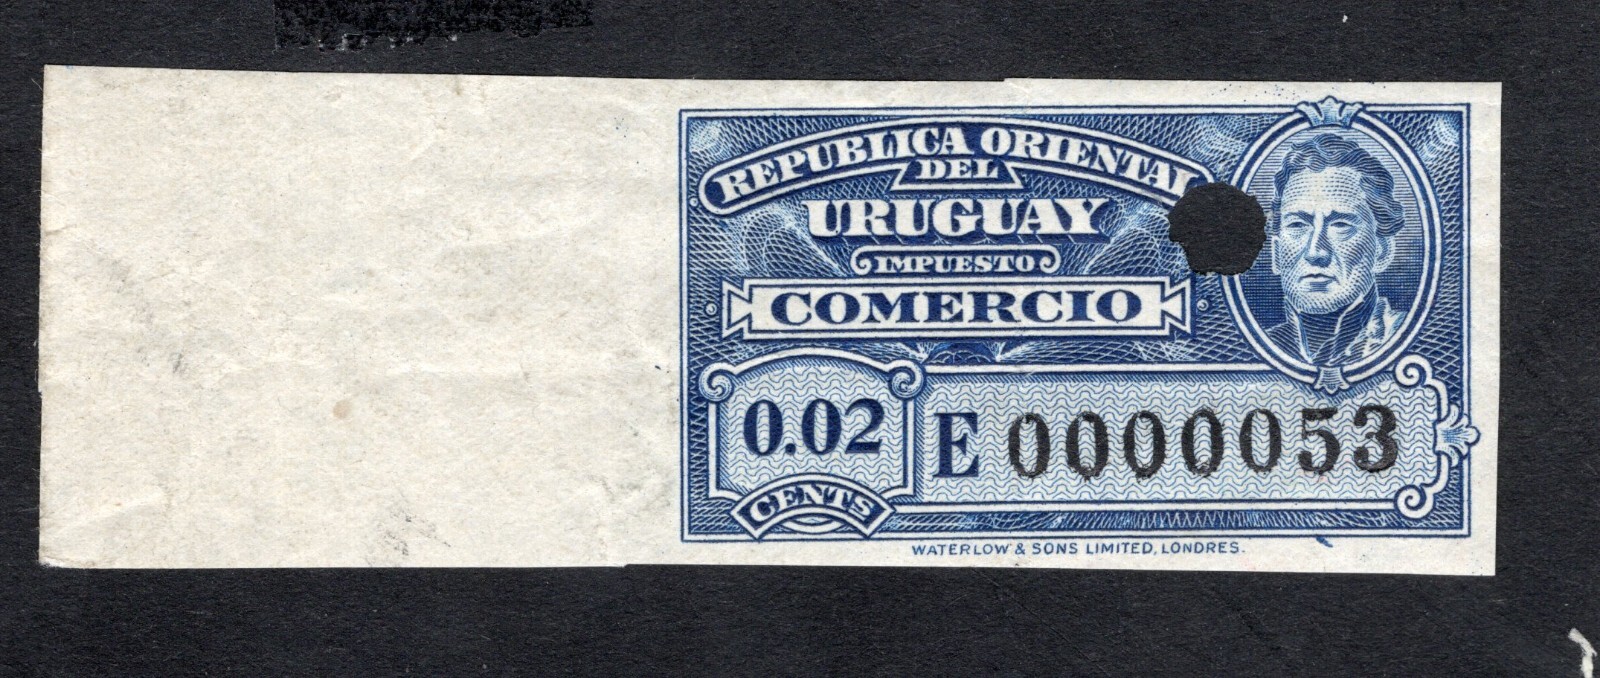 REPUBLICA ORIENTAL
DEL
URUGUAY
IMPUESTO
COMERCIO
0.02
CENTS
E 0000053
WATERLOW & SONS LIMITED, LONDRES.